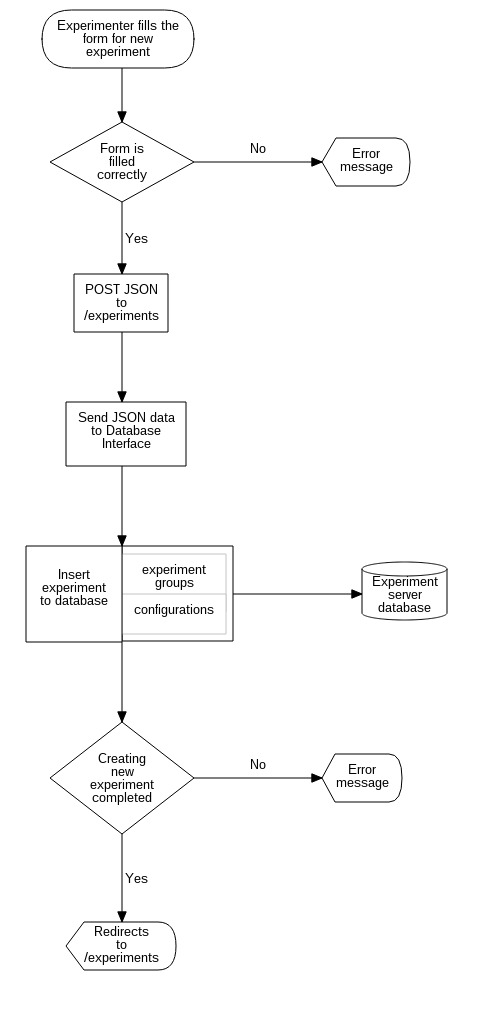 Experimenter fills the
form for new
experiment
Form is
filled
correctly
No
Error
message
Yes
POST JSON
to
/experiments
Send JSON data
to Database
Interface
Insert
experiment
to database
experiment
groups
configurations
Experiment
server
database
Creating
new
experiment
completed
No
Error
message
Yes
Redirects
to
/experiments